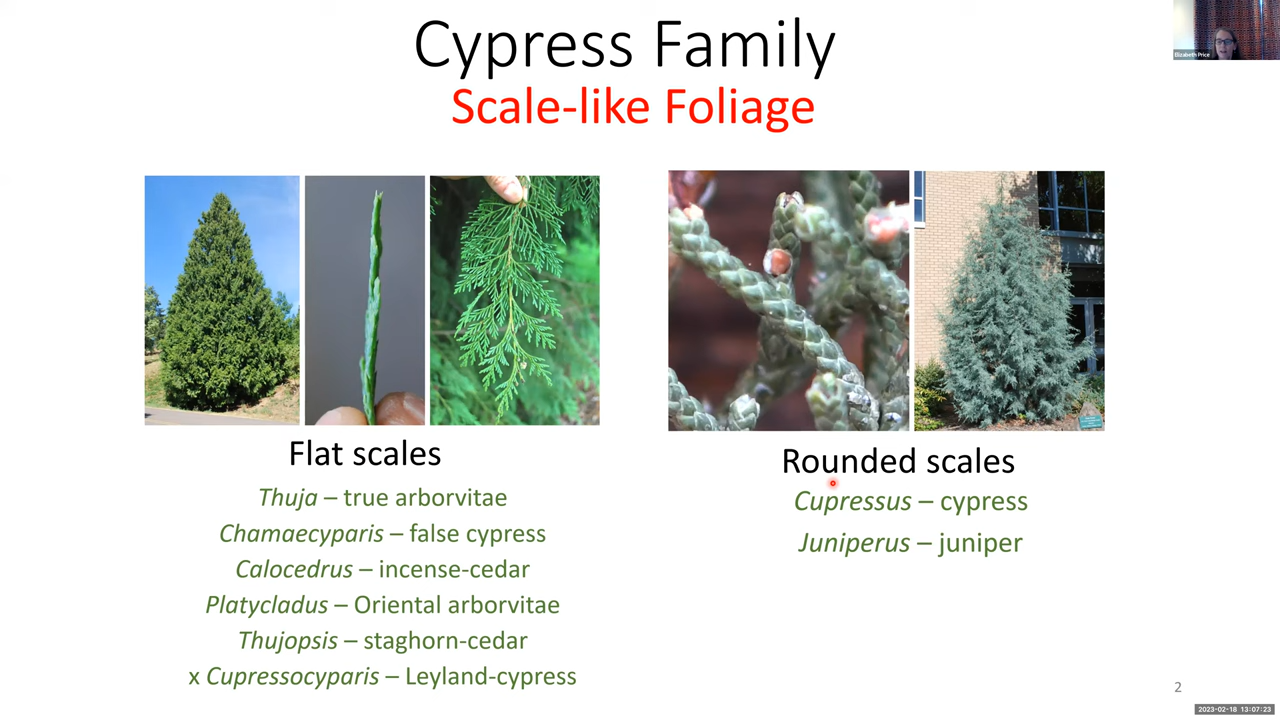 Cypress Family
Scale-like Foliage
Elizabeth Price
Flat scales
Thuja – true arborvitae
Chamaecyparis – false cypress
Calocedrus – incense-cedar
Platycladus – Oriental arborvitae
Thujopsis – staghorn-cedar
x Cupressocyparis – Leyland-cypress
Rounded scales
Cupressus – cypress
Juniperus – juniper
2
2023-02-18 13:07:23